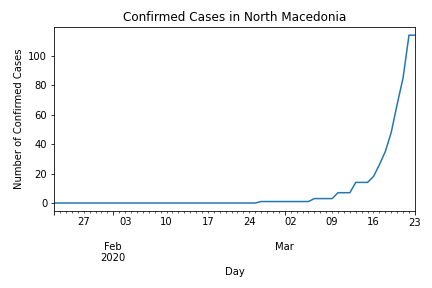 Confirmed Cases in North Macedonia
Number of Confirmed Cases
100
80
60
40
20
0
27 03 10 17 24 02 09 16 23
Feb Mar
2020
Day